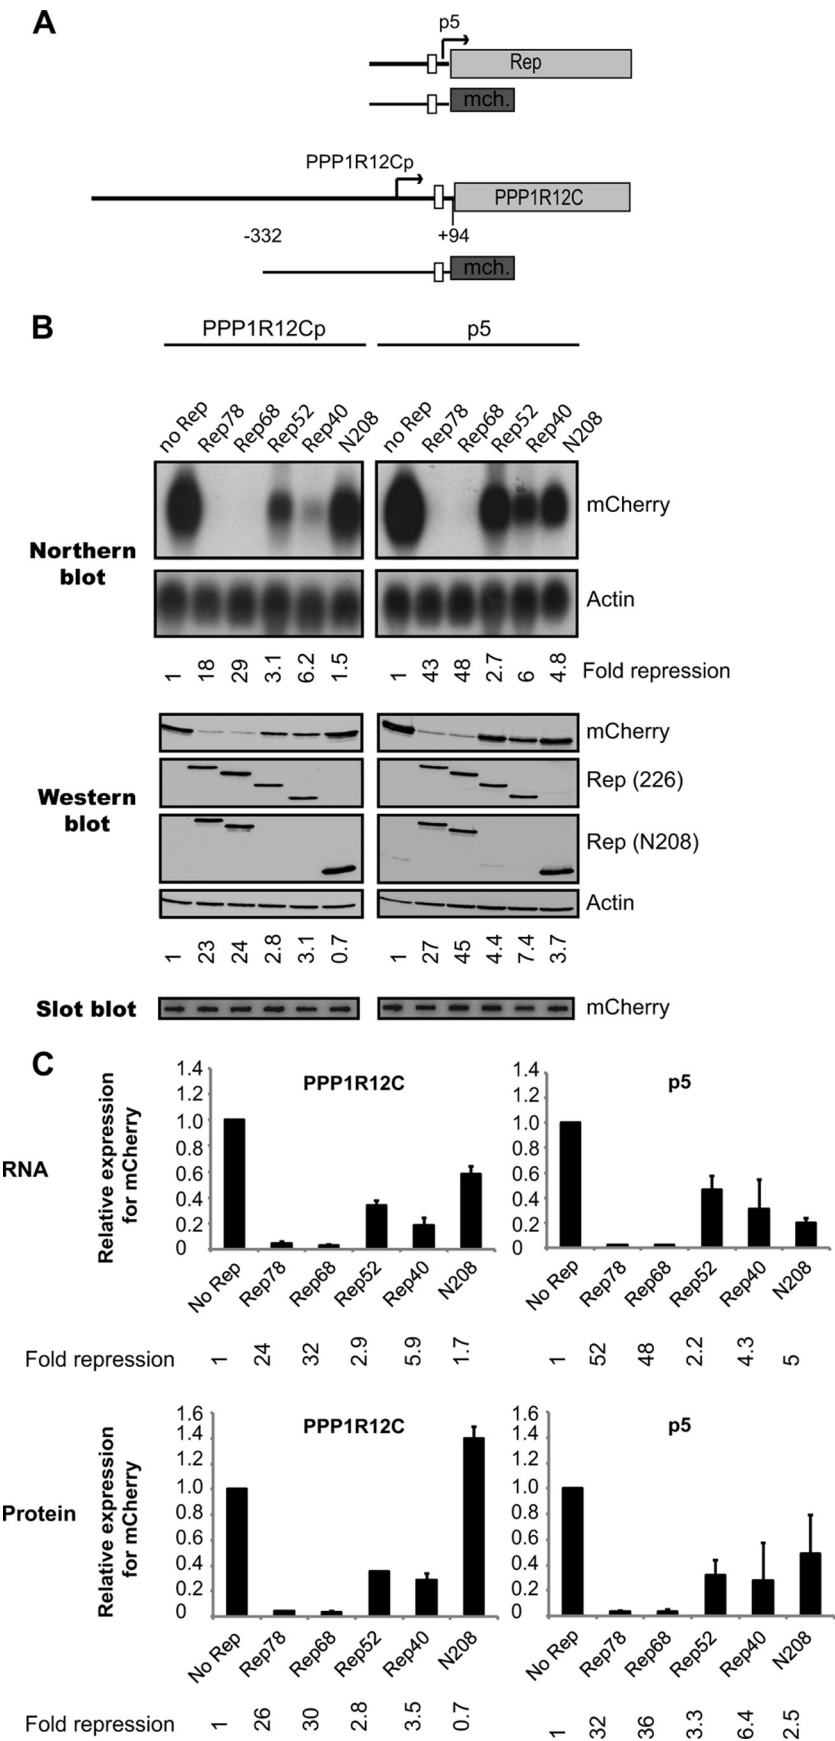 A
p5
Rep
mch.
PPP1R12Cp
PPP1R12C
-332
+94
mch.
B
PPP1R12Cp p5
no Rep Rep78 Rep68 Rep52 Rep40 N208 no Rep Rep78 Rep68 Rep52 Rep40 N208
mCherry
Northern
blot
Actin
1 18 29 3.1 6.2 1.5 1 43 48 2.7 6 4.8 Fold repression
mCherry
Rep (226)
Western
blot
Rep (N208)
Actin
1 23 24 2.8 3.1 0.7 1 27 45 4.4 7.4 3.7
Slot blot mCherry
C
RNA
Relative expression
for mCherry
PPP1R12C
1.4
1.2
1.0
0.8
0.6
0.4
0.2
0
No Rep Rep78 Rep68 Rep52 Rep40 N208
p5
1.4
1.2
1.0
0.8
0.6
0.4
0.2
0
No Rep Rep78 Rep68 Rep52 Rep40 N208
Fold repression 1 24 32 2.9 5.9 1.7 1 52 48 2.2 4.3 5
Protein
Relative expression
for mCherry
PPP1R12C
1.6
1.4
1.2
1.0
0.8
0.6
0.4
0.2
0
No Rep Rep78 Rep68 Rep52 Rep40 N208
p5
1.6
1.4
1.2
1.0
0.8
0.6
0.4
0.2
0
No Rep Rep78 Rep68 Rep52 Rep40 N208
Fold repression 1 26 30 2.8 3.5 0.7 1 32 36 3.3 6.4 2.5